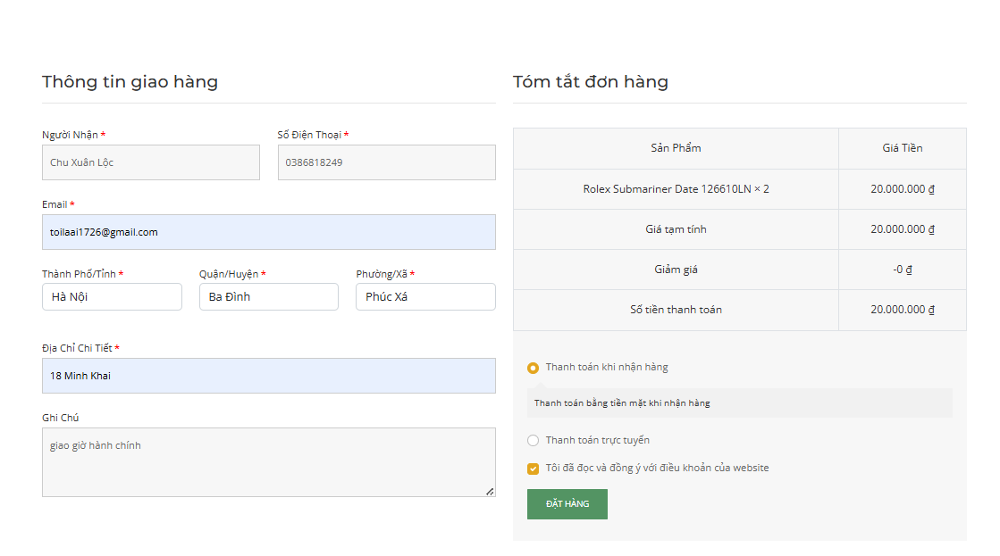 Thông tin giao hàng
Người Nhận *
Số Điện Thoại *
Chu Xuân Lộc
0386818249
Email *
toilaai1726@gmail.com
Thành Phố/Tỉnh *
Quận/Huyện *
Phường/Xã *
Hà Nội
Ba Đình
Phúc Xá
Địa Chỉ Chi Tiết *
18 Minh Khai
Ghi Chú
giao giờ hành chính
Tóm tắt đơn hàng
Sản Phẩm
Giá Tiền
Rolex Submariner Date 126610LN × 2
20.000.000 ₫
Giá tạm tính
20.000.000 ₫
Giảm giá
-0 ₫
Số tiền thanh toán
20.000.000 ₫
Thanh toán khi nhận hàng
Thanh toán bằng tiền mặt khi nhận hàng
Thanh toán trực tuyến
Tôi đã đọc và đồng ý với điều khoản của website
ĐẶT HÀNG